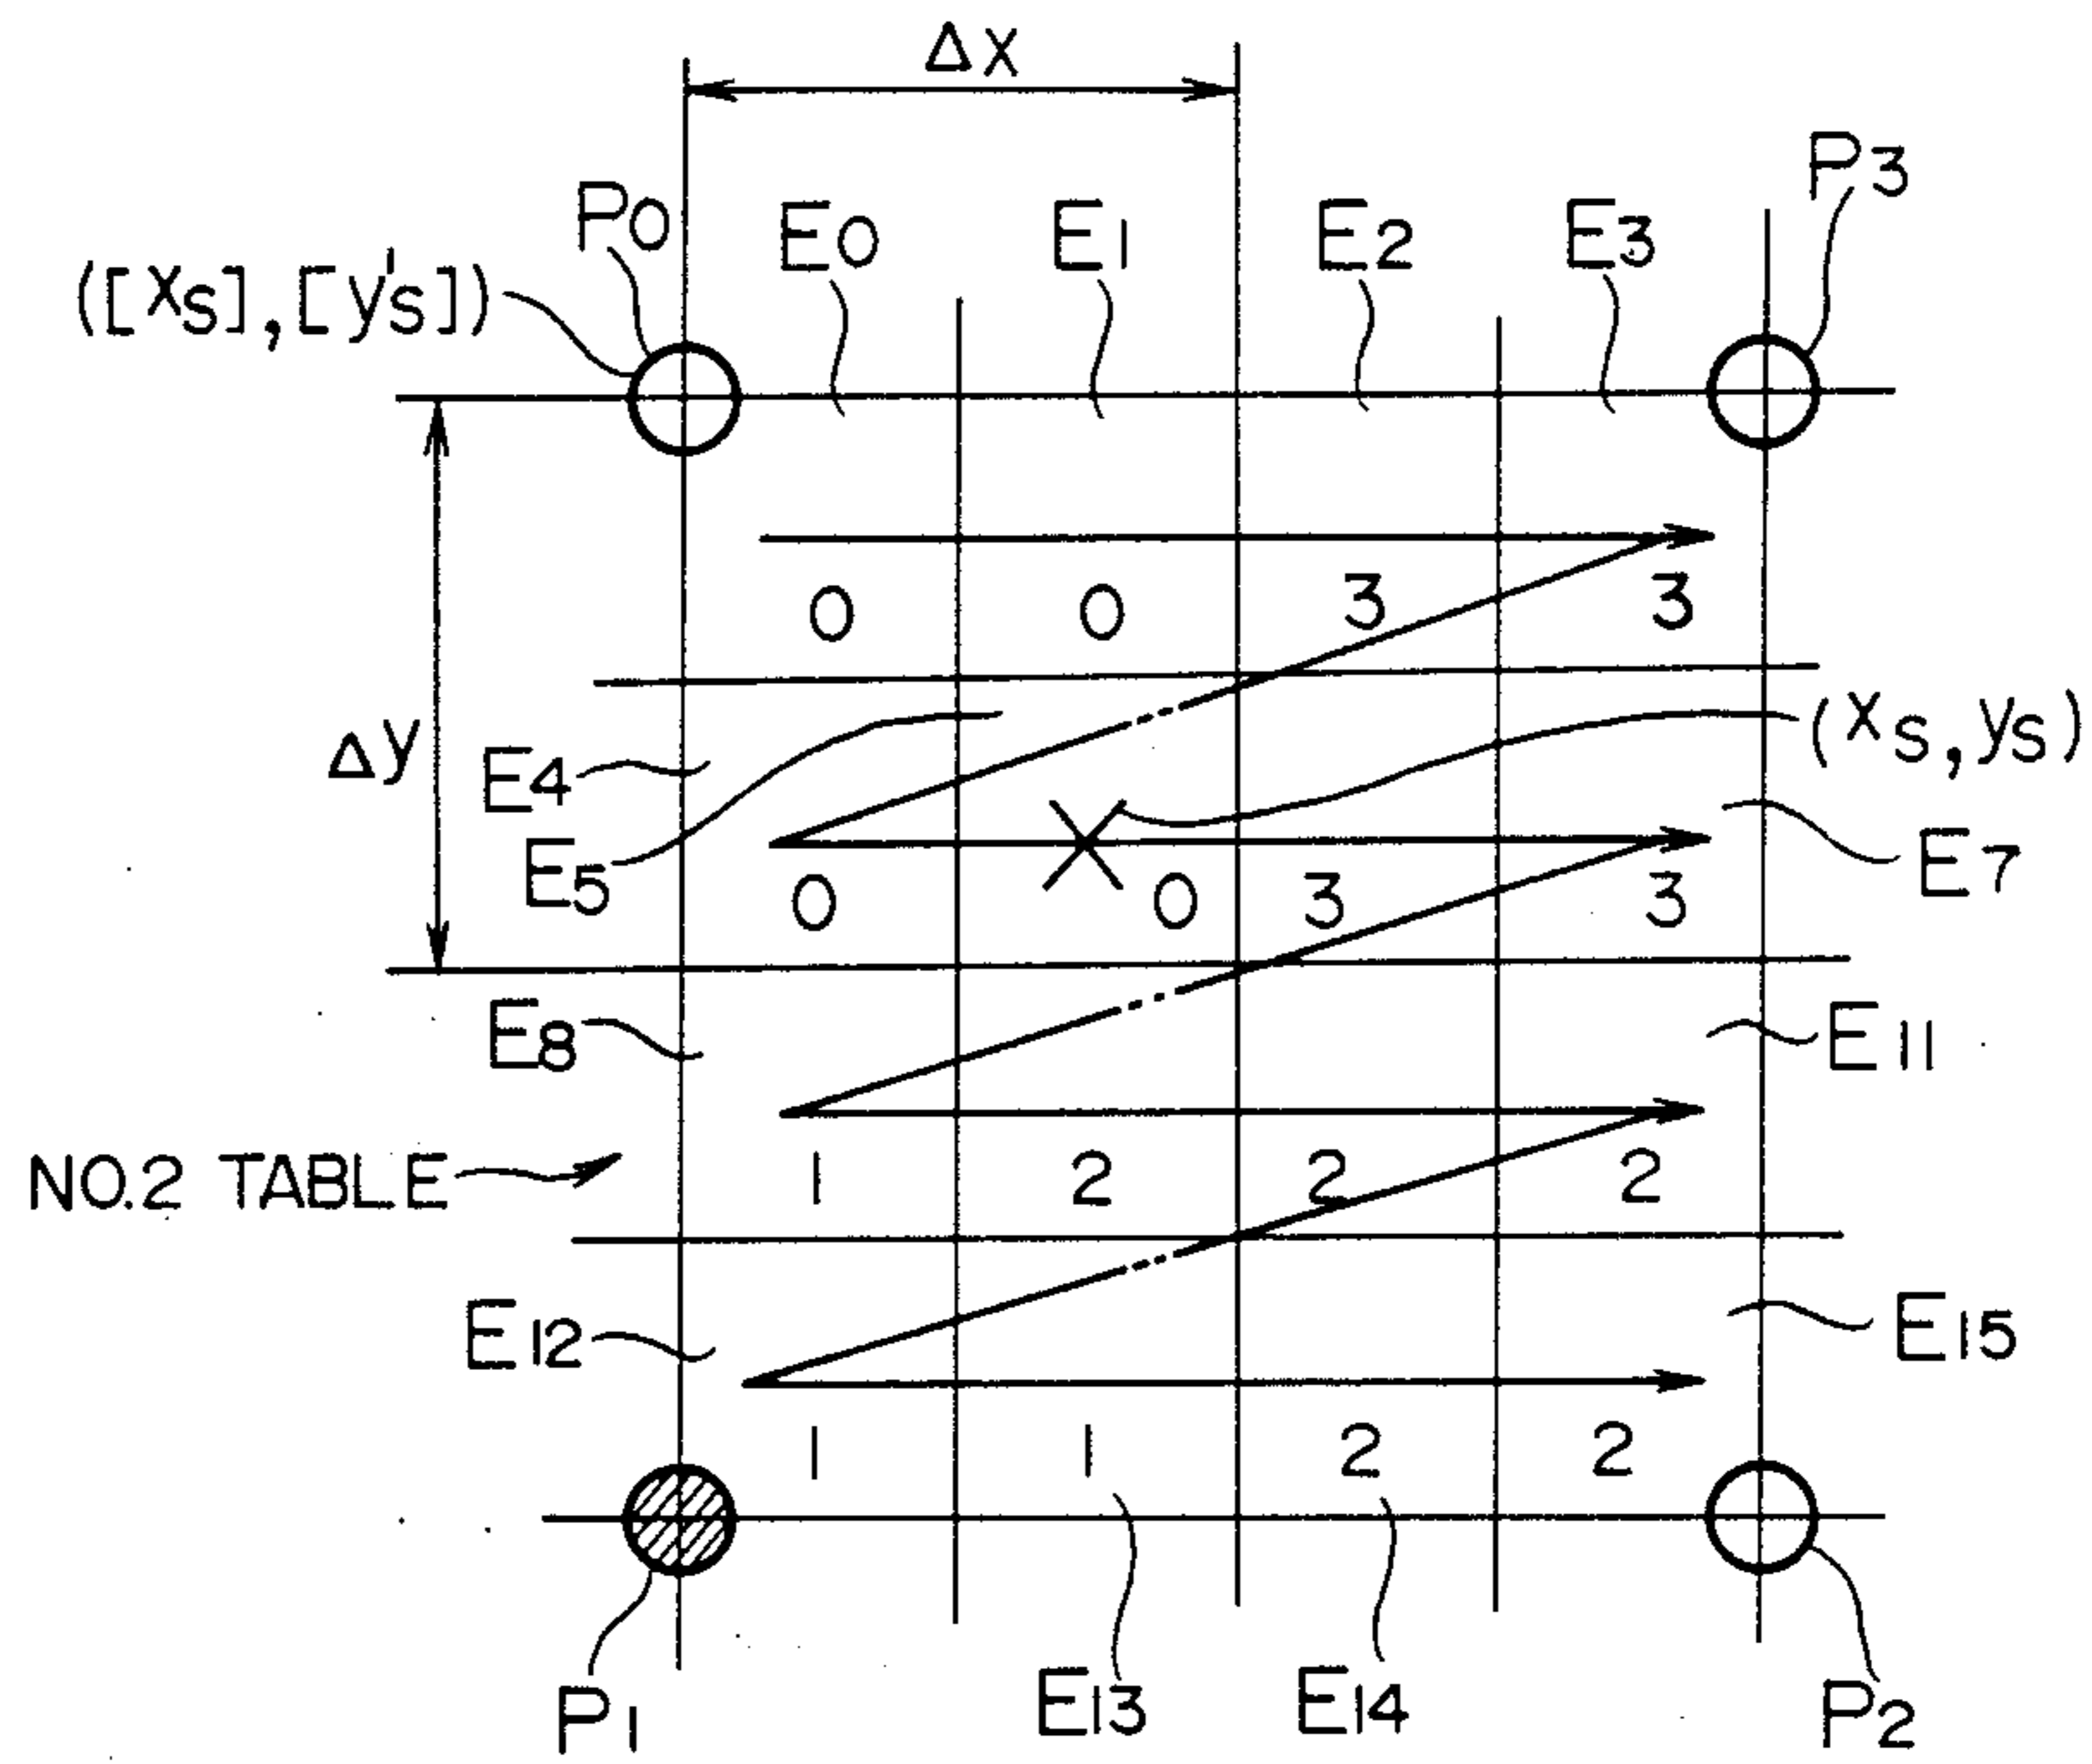 Δx
P0 E0 E1 E2 E3 P3
([xs],[y's])
0 0 3 3
Δy E4 (xs,ys)
E5 E7
0 0 3 3
E8 E11
NO.2 TABLE 1 2 2 2
E12 E15
1 1 2 2
P1 E13 E14 P2